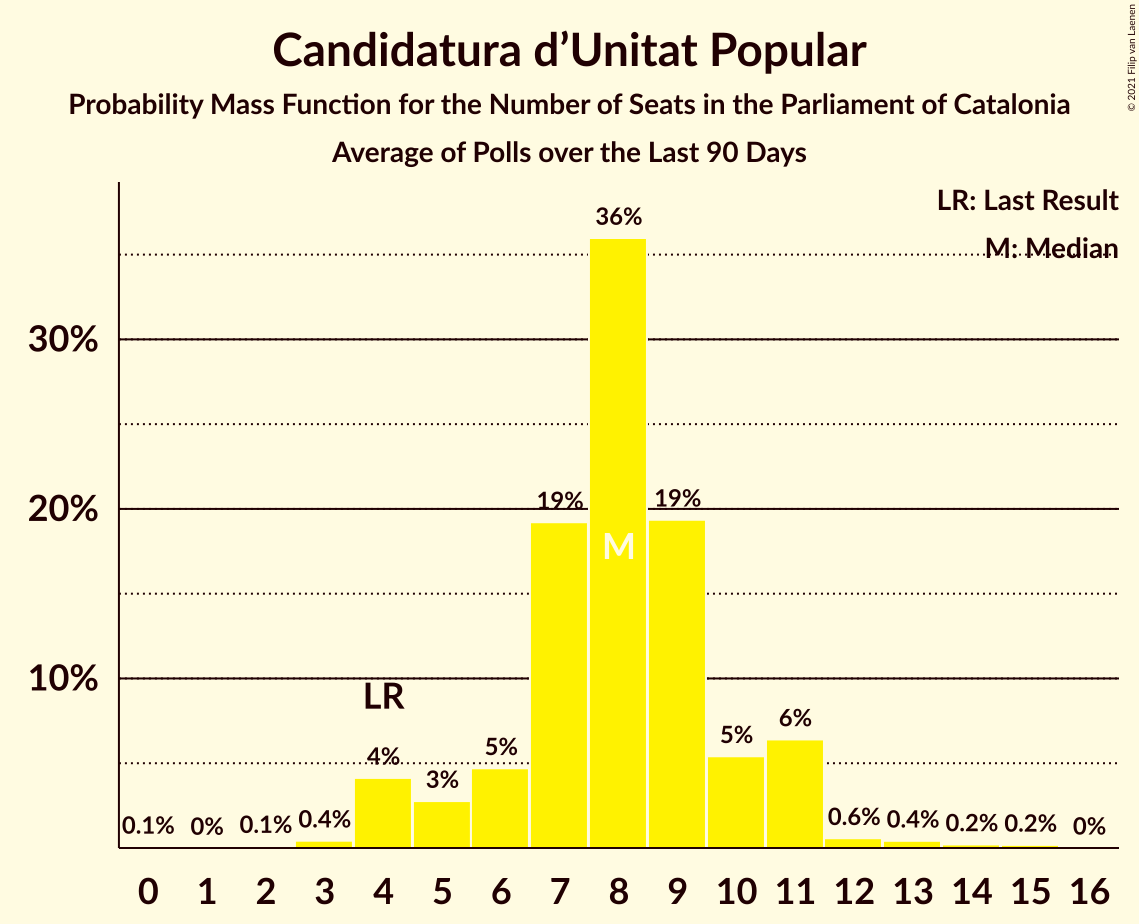 Candidatura d’Unitat Popular
Probability Mass Function for the Number of Seats in the Parliament of Catalonia
Average of Polls over the Last 90 Days
© 2021 Filip van Laenen
LR: Last Result
M: Median
36%
30%
19% 19%
20%
M
10%
LR
6%
5%
5%
4%
3%
0.1% 0% 0.1% 0.4% 0.6% 0.4% 0.2% 0.2% 0%
0 1 2 3 4 5 6 7 8 9 10 11 12 13 14 15 16